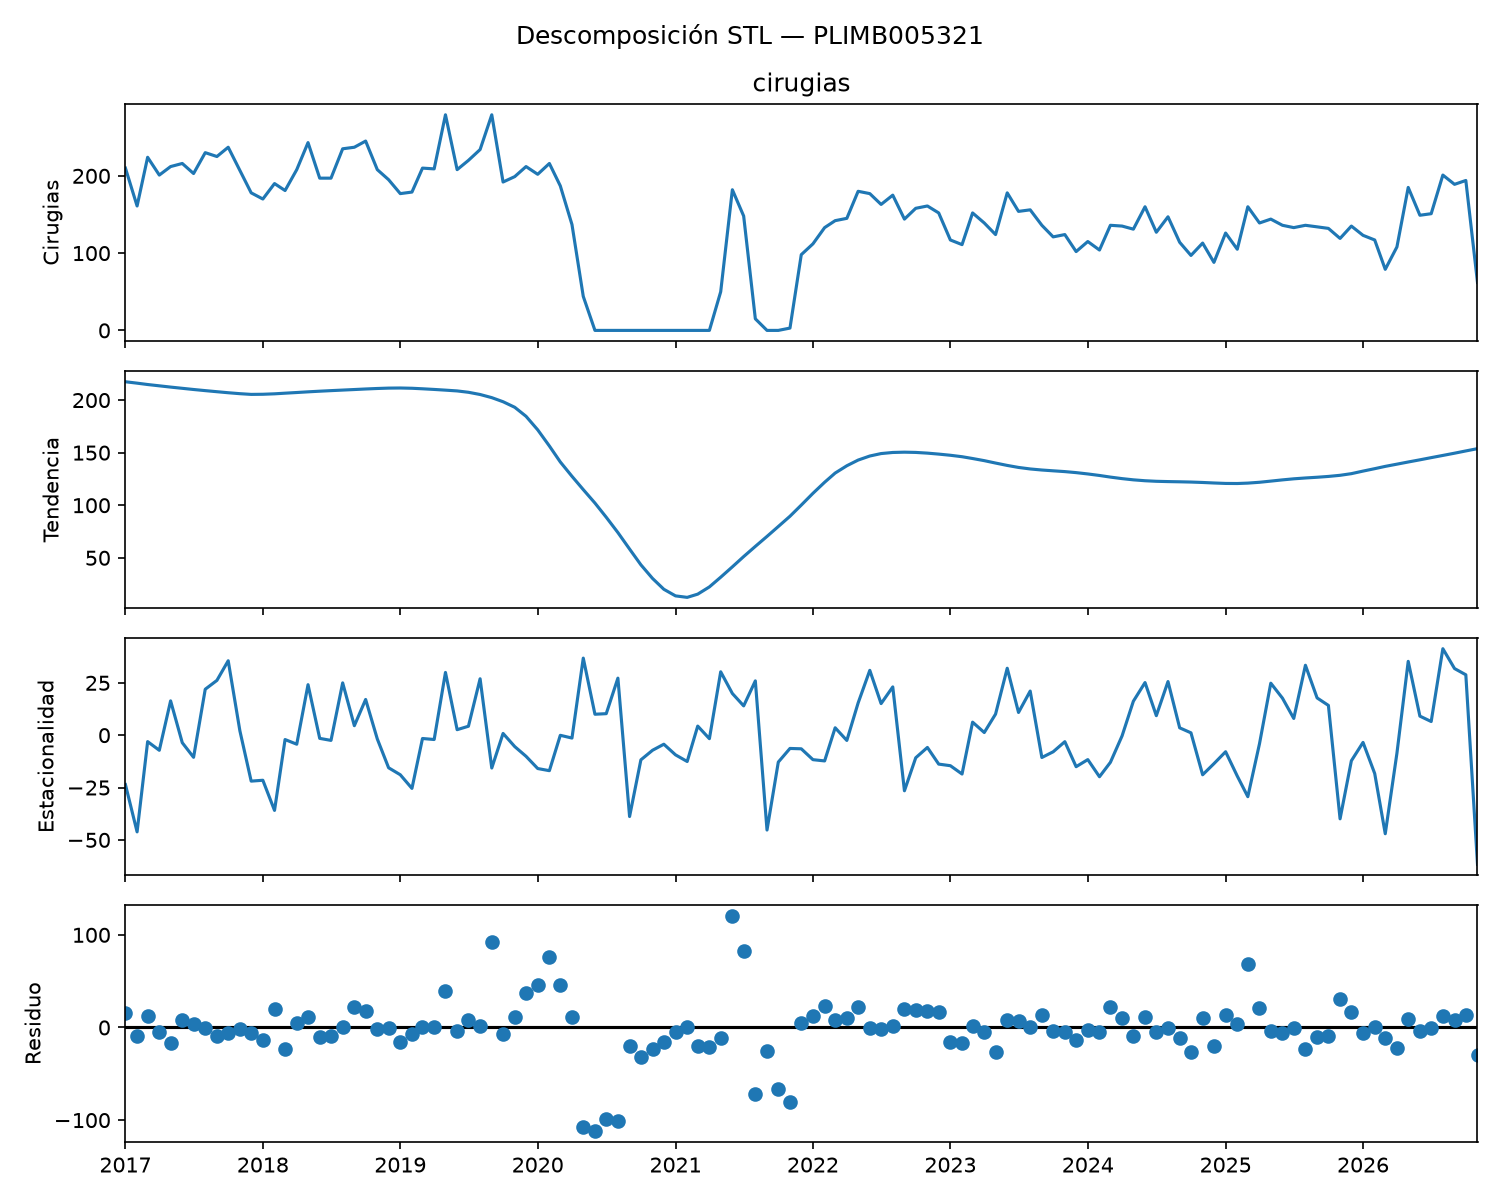 Descomposición STL — PLIMB005321
cirugias
Cirugias
200
100
0
Tendencia
200
150
100
50
Estacionalidad
25
0
−25
−50
Residuo
100
0
−100
2017 2018 2019 2020 2021 2022 2023 2024 2025 2026